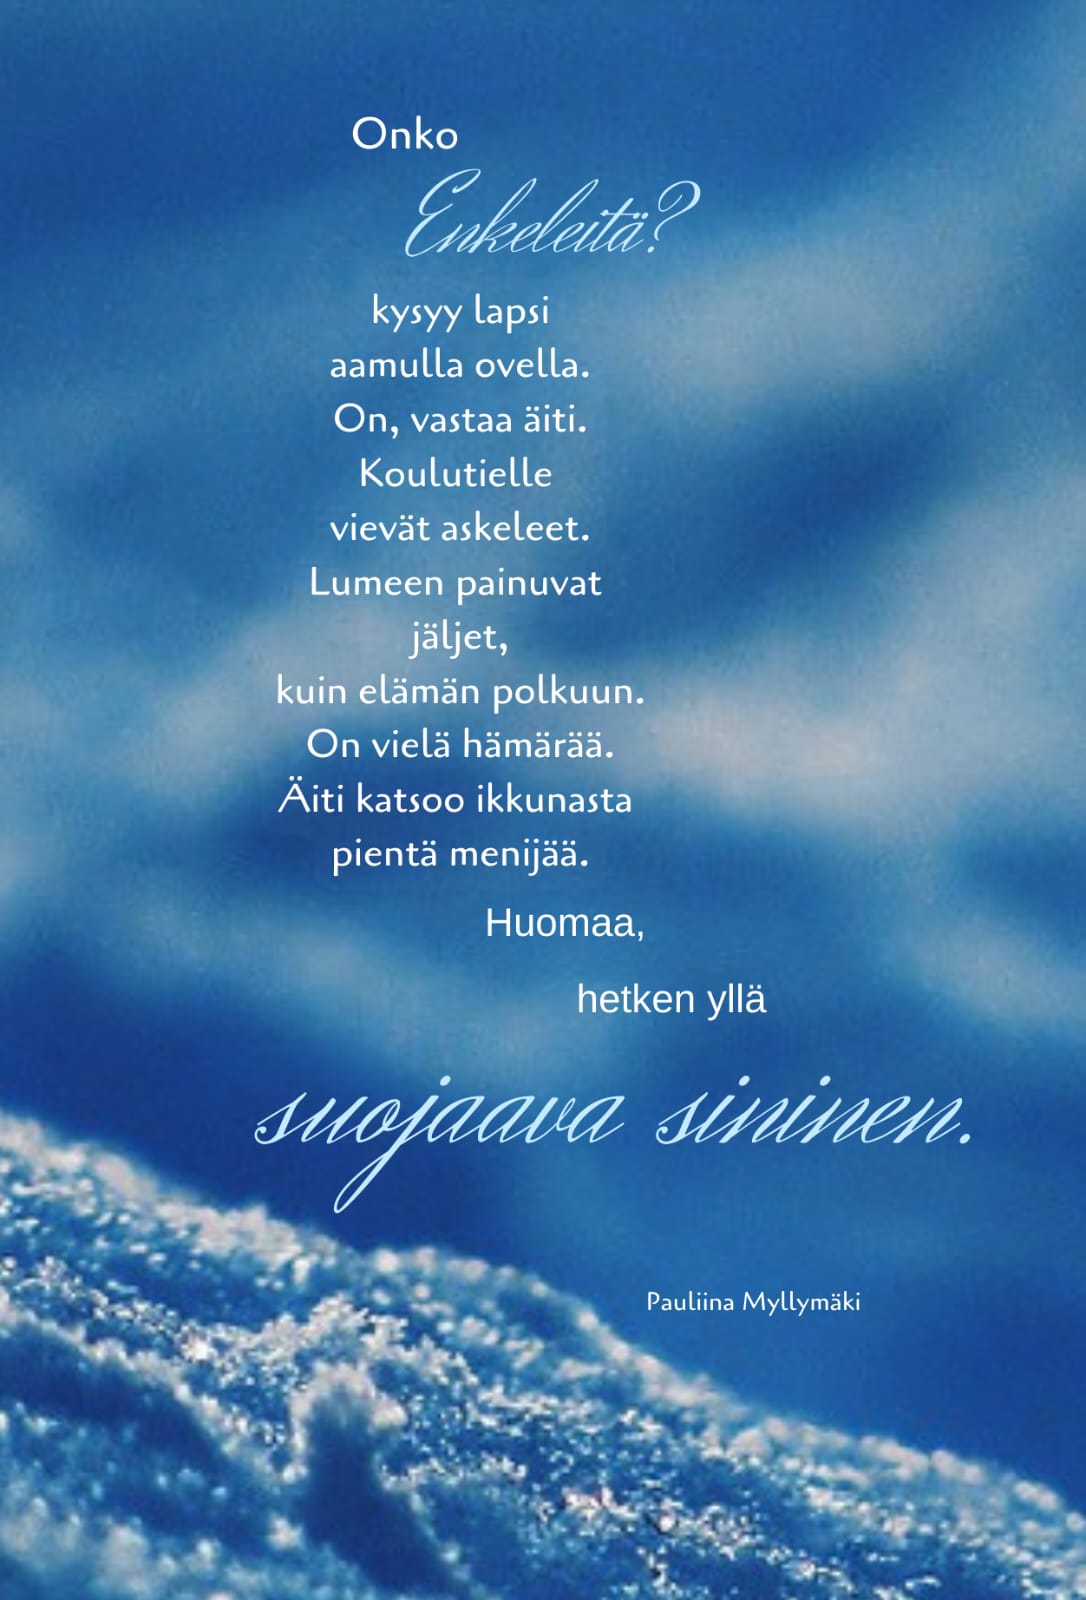 Onko
Enkeleitä?
kysyy lapsi
aamulla ovella.
On, vastaa äiti.
Koulutielle
vievät askeleet.
Lumeen painuvat
jäljet,
kuin elämän polkuun.
On vielä hämärää.
Äiti katsoo ikkunasta
pientä menijää.
Huomaa,
hetken yllä
suojaava sininen.
Pauliina Myllymäki